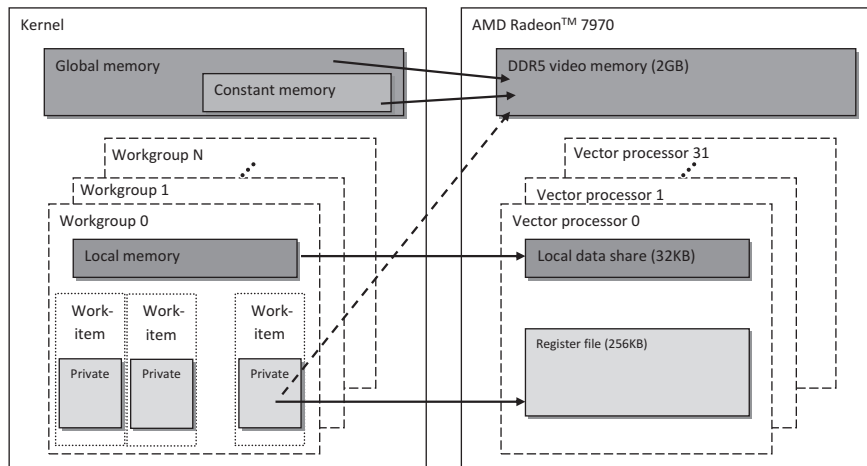 Kernel
Global memory
Constant memory
Workgroup N
Workgroup 1
Workgroup 0
Local memory
Work-
item
Work-
item
Work-
item
Private
Private
Private
AMD Radeon™ 7970
DDR5 video memory (2GB)
Vector processor 31
Vector processor 1
Vector processor 0
Local data share (32KB)
Register file (256KB)